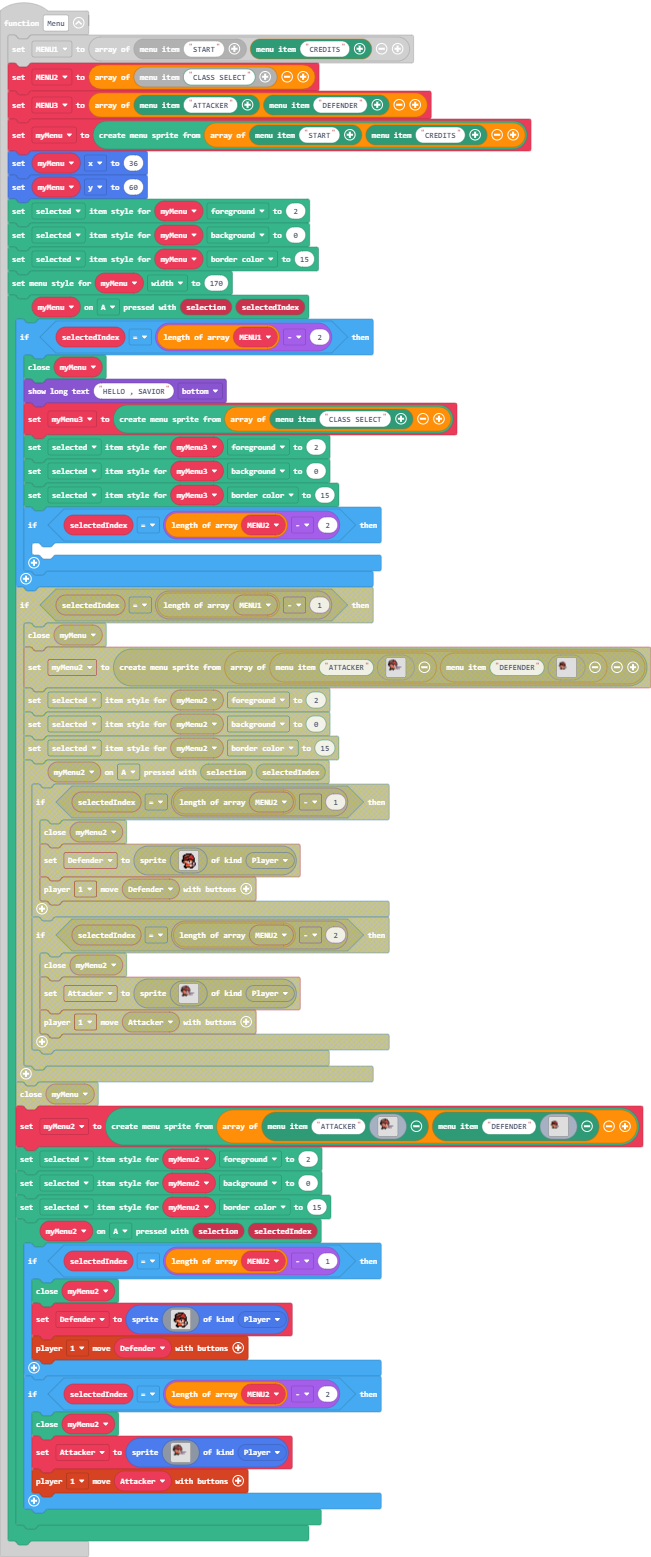 function Menu
set MENU1 to array of menu item "START" menu item "CREDITS"
set MENU2 to array of menu item "CLASS SELECT"
set MENU3 to array of menu item "ATTACKER" menu item "DEFENDER"
set myMenu to create menu sprite from array of menu item "START" menu item "CREDITS"
set myMenu x to 36
set myMenu y to 60
set selected item style for myMenu foreground to 2
set selected item style for myMenu background to 0
set selected item style for myMenu border color to 15
set menu style for myMenu width to 170
myMenu on A pressed with selection selectedIndex
if selectedIndex = length of array MENU1 - 2 then
close myMenu
show long text "HELLO , SAVIOR" bottom
set myMenu3 to create menu sprite from array of menu item "CLASS SELECT"
set selected item style for myMenu3 foreground to 2
set selected item style for myMenu3 background to 0
set selected item style for myMenu3 border color to 15
if selectedIndex = length of array MENU2 - 2 then
if selectedIndex = length of array MENU1 - 1 then
close myMenu
set myMenu2 to create menu sprite from array of menu item "ATTACKER" menu item "DEFENDER"
set selected item style for myMenu2 foreground to 2
set selected item style for myMenu2 background to 0
set selected item style for myMenu2 border color to 15
myMenu2 on A pressed with selection selectedIndex
if selectedIndex = length of array MENU2 - 1 then
close myMenu2
set Defender to sprite of kind Player
player 1 move Defender with buttons
if selectedIndex = length of array MENU2 - 2 then
close myMenu2
set Attacker to sprite of kind Player
player 1 move Attacker with buttons
close myMenu
set myMenu2 to create menu sprite from array of menu item "ATTACKER" menu item "DEFENDER"
set selected item style for myMenu2 foreground to 2
set selected item style for myMenu2 background to 0
set selected item style for myMenu2 border color to 15
myMenu2 on A pressed with selection selectedIndex
if selectedIndex = length of array MENU2 - 1 then
close myMenu2
set Defender to sprite of kind Player
player 1 move Defender with buttons
if selectedIndex = length of array MENU2 - 2 then
close myMenu2
set Attacker to sprite of kind Player
player 1 move Attacker with buttons